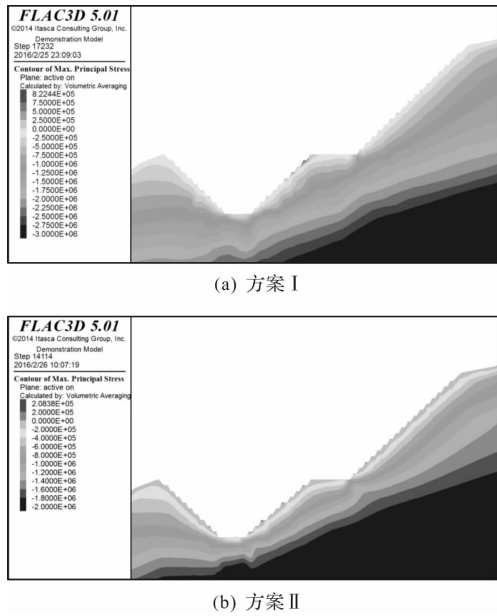 FLAC3D 5.01
©2014 Itasca Consulting Group, Inc.
Demonstration Model
Step 17232
2016/2/25 23:09:03
Contour of Max. Principal Stress
Plane: active on
Calculated by: Volumetric Averaging
8.2244E+05
7.5000E+05
5.0000E+05
2.5000E+05
0.0000E+00
-2.5000E+05
-5.0000E+05
-7.5000E+05
-1.0000E+06
-1.2500E+06
-1.5000E+06
-1.7500E+06
-2.0000E+06
-2.2500E+06
-2.5000E+06
-2.7500E+06
-3.0000E+06
(a) 方案 I
FLAC3D 5.01
©2014 Itasca Consulting Group, Inc.
Demonstration Model
Step 14114
2016/2/26 10:07:19
Contour of Max. Principal Stress
Plane: active on
Calculated by: Volumetric Averaging
2.0838E+05
2.0000E+05
0.0000E+00
-2.0000E+05
-4.0000E+05
-6.0000E+05
-8.0000E+05
-1.0000E+06
-1.2000E+06
-1.4000E+06
-1.6000E+06
-1.8000E+06
-2.0000E+06
(b) 方案 II